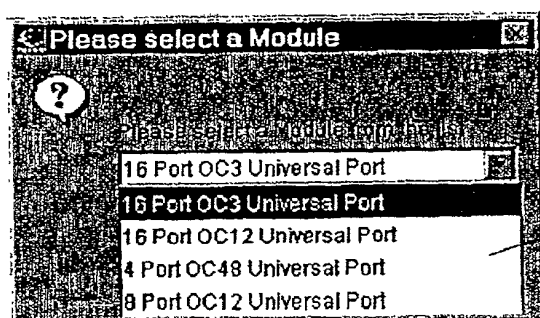 Please select a Module
?
Please select a Module from the list
16 Port OC3 Universal Port
16 Port OC3 Universal Port
16 Port OC12 Universal Port
4 Port OC48 Universal Port
8 Port OC12 Universal Port